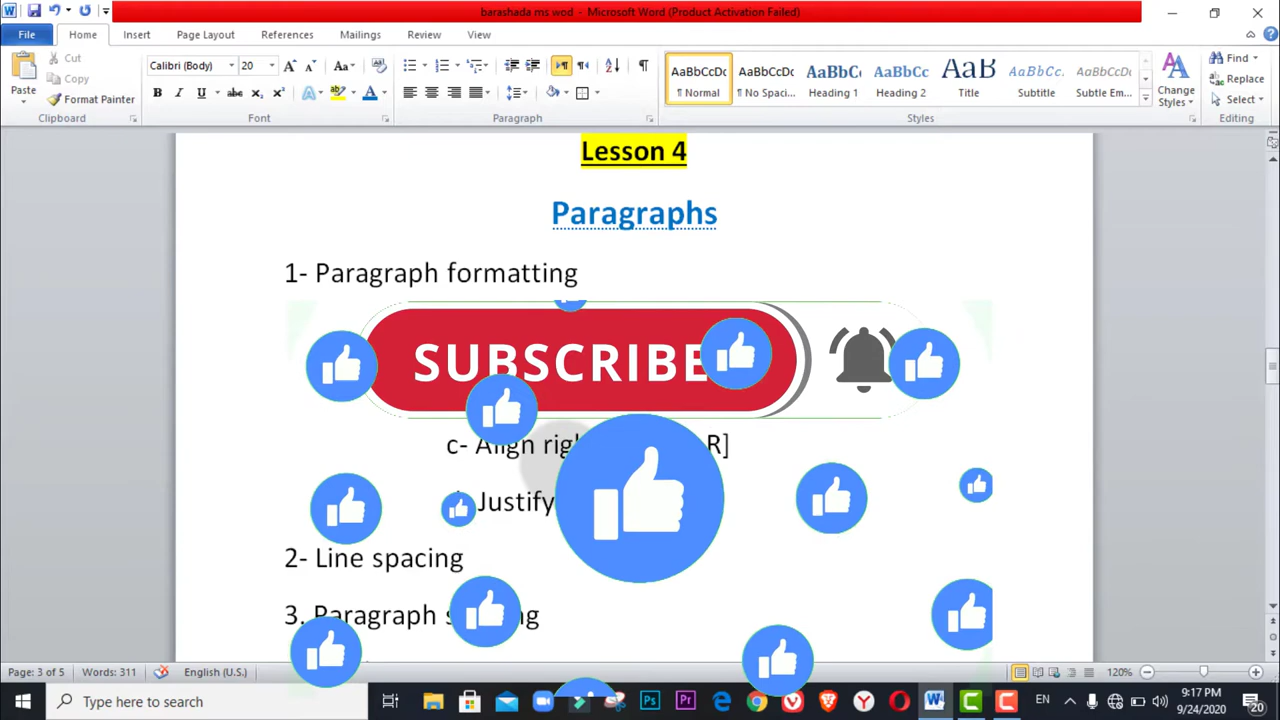 barashada ms wod - Microsoft Word (Product Activation Failed)
File Home Insert Page Layout References Mailings Review View
Cut
Copy
Format Painter
Paste
Clipboard
Calibri (Body) 20
Font
Paragraph
AaBbCcDc AaBbCcDc AaBbC AaBbCc AaB AaBbCc. AaBbCcDc
¶ Normal ¶ No Spaci... Heading 1 Heading 2 Title Subtitle Subtle Em...
Change
Styles
Styles
Find
Replace
Select
Editing
Lesson 4
Paragraphs
1- Paragraph formatting
SUBSCRIBE
c- Align R]
Justify
2- Line spacing
3. Paragraph
Page: 3 of 5 Words: 311 English (U.S.) 120%
Type here to search
EN
9:17 PM
9/24/2020
20